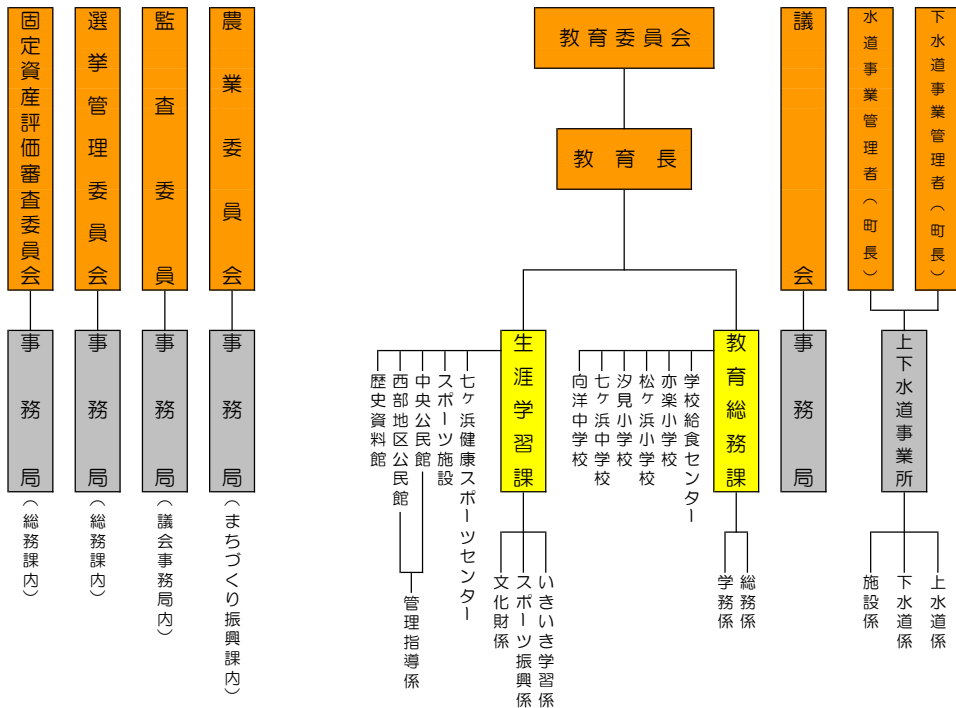 下水道事業管理者（町長）
水道事業管理者（町長）
上下水道事業所
上水道係
下水道係
施設係
議会
事務局
教育委員会
教育長
教育総務課
学校給食センター
亦楽小学校
松ヶ浜小学校
汐見小学校
七ヶ浜中学校
向洋中学校
総務係
学務係
生涯学習課
七ヶ浜健康スポーツセンター
スポーツ施設
中央公民館
西部地区公民館
歴史資料館
管理指導係
いきいき学習係
スポーツ振興係
文化財係
農業委員会
事務局
（まちづくり振興課内）
監査委員
事務局
（議会事務局内）
選挙管理委員会
事務局
（総務課内）
固定資産評価審査委員会
事務局
（総務課内）